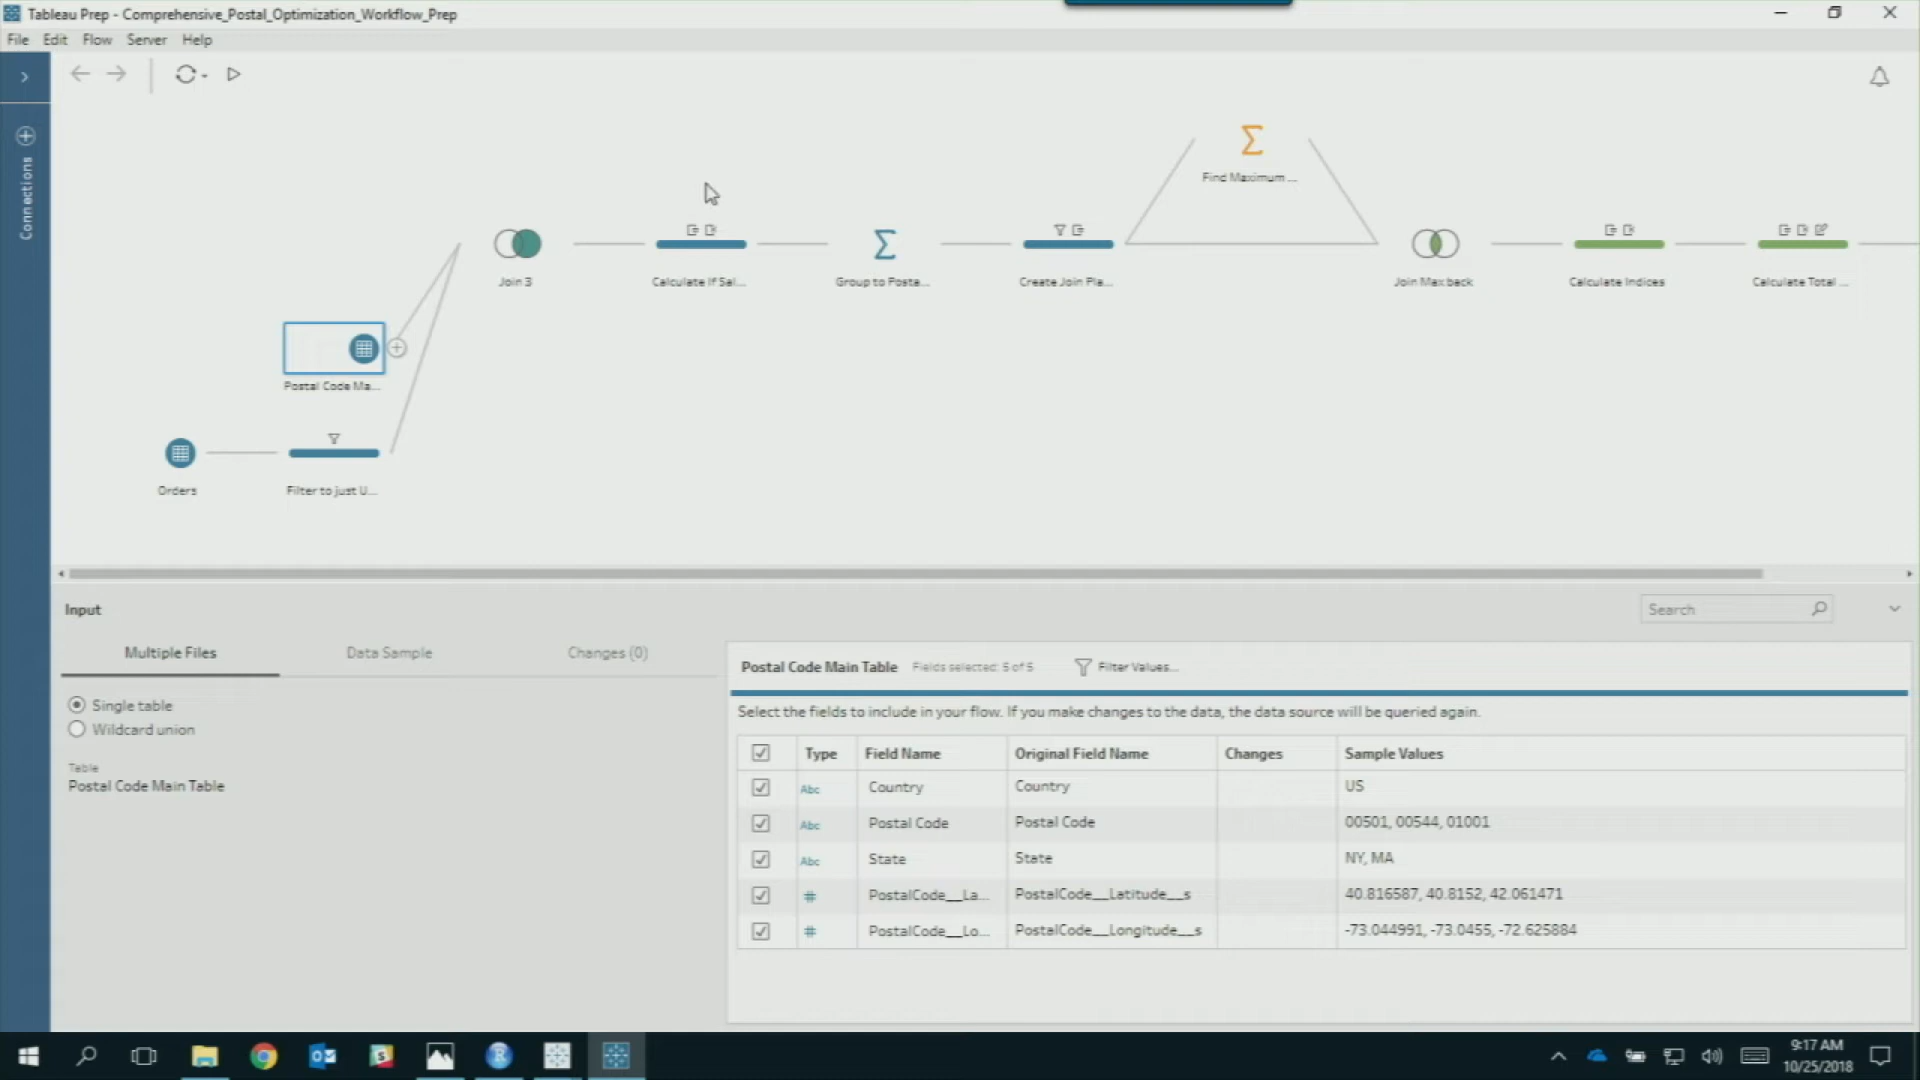 Tableau Prep - Comprehensive_Postal_Optimization_Workflow_Prep
File Edit Flow Server Help
Connections
Find Maximum ...
Join 3
Calculate If Sal...
Group to Posta...
Create Join Pla...
Join Max back
Calculate Indices
Calculate Total ...
Postal Code Ma...
Orders
Filter to just U...
Input
Search
Multiple Files
Data Sample
Changes (0)
Single table
Wildcard union
Table
Postal Code Main Table
Postal Code Main Table Fields selected: 5 of 5 Filter Values...
Select the fields to include in your flow. If you make changes to the data, the data source will be queried again.
Type Field Name Original Field Name Changes Sample Values
Abc Country Country US
Abc Postal Code Postal Code 00501, 00544, 01001
Abc State State NY, MA
# PostalCode__La... PostalCode__Latitude__s 40.816587, 40.8152, 42.061471
# PostalCode__Lo... PostalCode__Longitude__s -73.044991, -73.0455, -72.625884
9:17 AM
10/25/2018